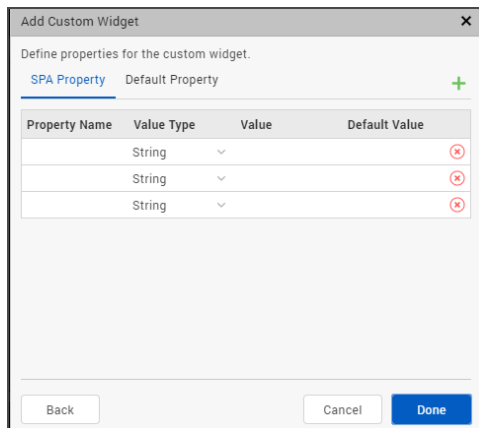 Add Custom Widget
Define properties for the custom widget.
SPA Property Default Property
Property Name Value Type Value Default Value
String
String
String
Back Cancel Done